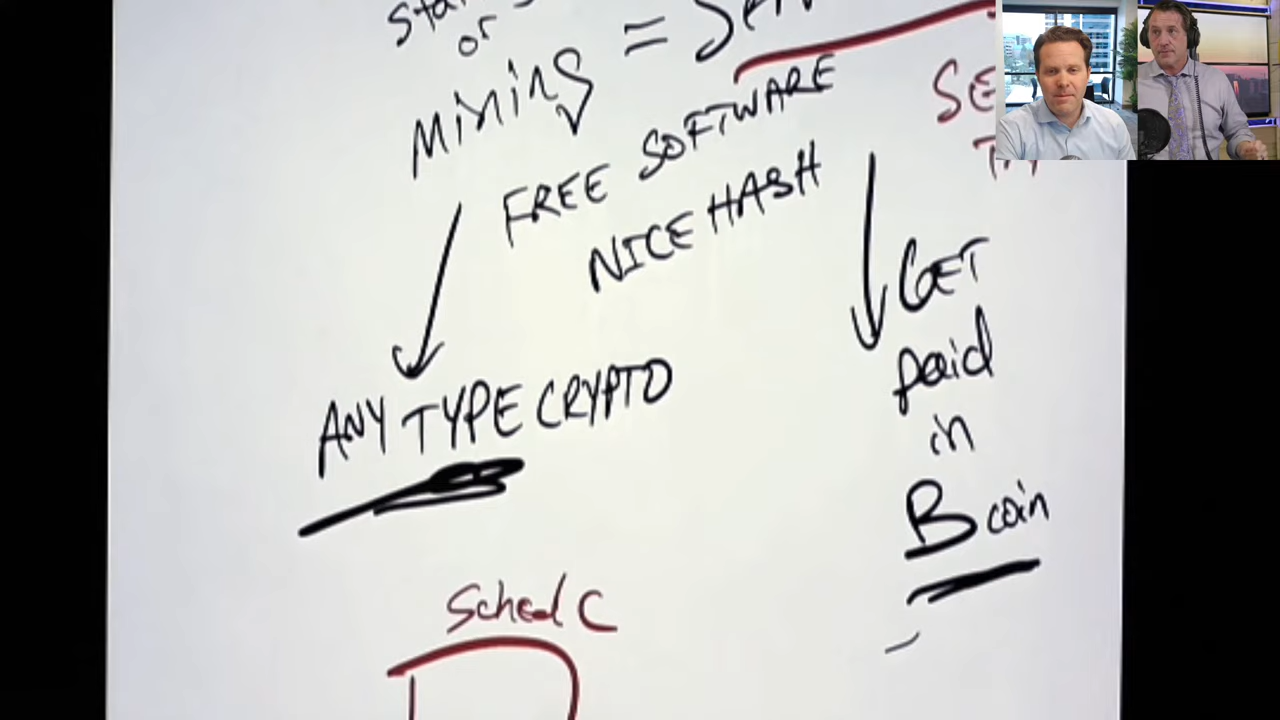 or
mining =
FREE SOFTWARE
NICE HASH
GET
paid
in
B coin
ANY TYPE CRYPTO
Sched C